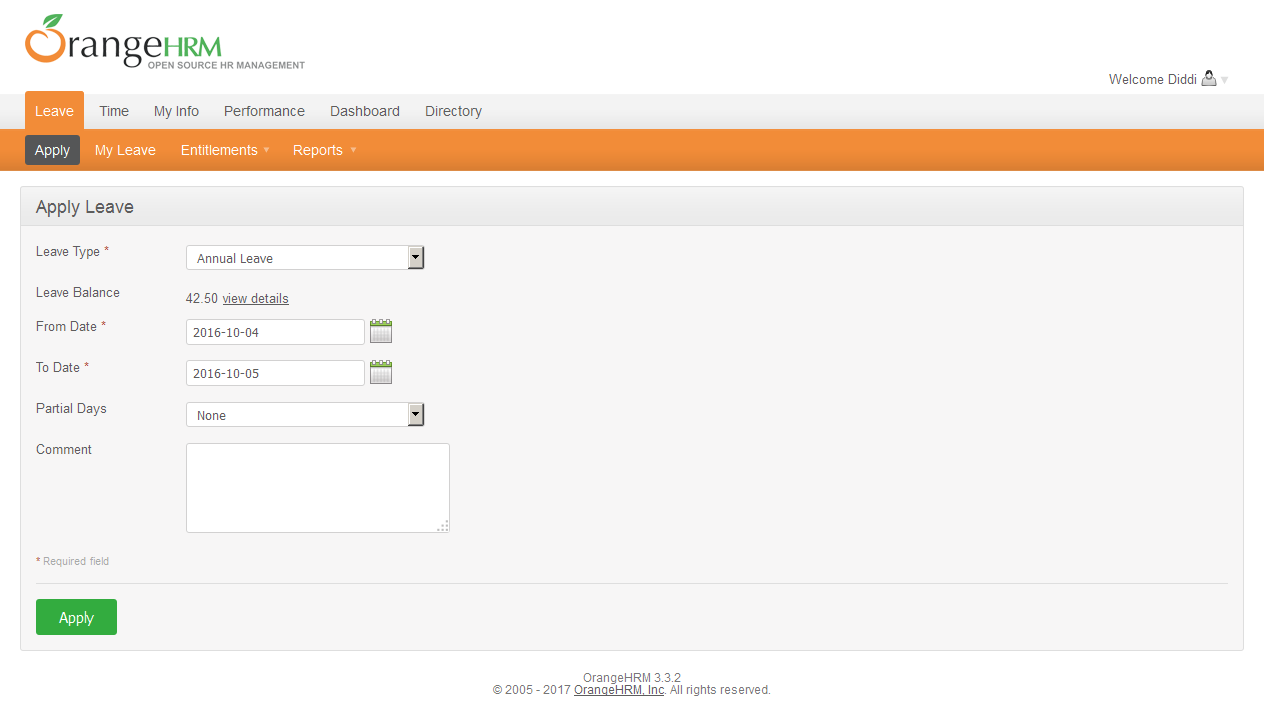 OrangeHRM
OPEN SOURCE HR MANAGEMENT
Welcome Diddi
Leave Time My Info Performance Dashboard Directory
Apply My Leave Entitlements Reports
Apply Leave
Leave Type * Annual Leave
Leave Balance 42.50 view details
From Date * 2016-10-04
To Date * 2016-10-05
Partial Days None
Comment
* Required field
Apply
OrangeHRM 3.3.2
© 2005 - 2017 OrangeHRM, Inc. All rights reserved.